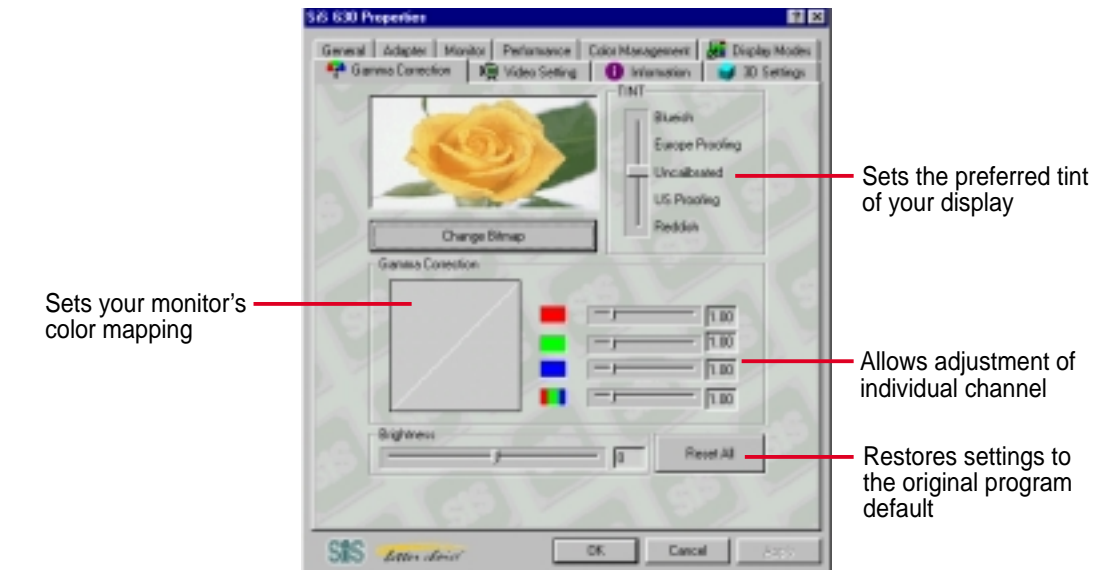 SiS 630 Properties
General Adapter Monitor Performance Color Management Display Modes
Gamma Correction Video Setting Information 3D Settings
TINT
Blueish
Europe Proofing
Uncalibrated
US Proofing
Reddish
Change Bitmap
Sets the preferred tint
of your display
Gamma Correction
Sets your monitor’s
color mapping
1.00
1.00
1.00
1.00
Allows adjustment of
individual channel
Brightness
0
Reset All
Restores settings to
the original program
default
SiS
OK Cancel Apply